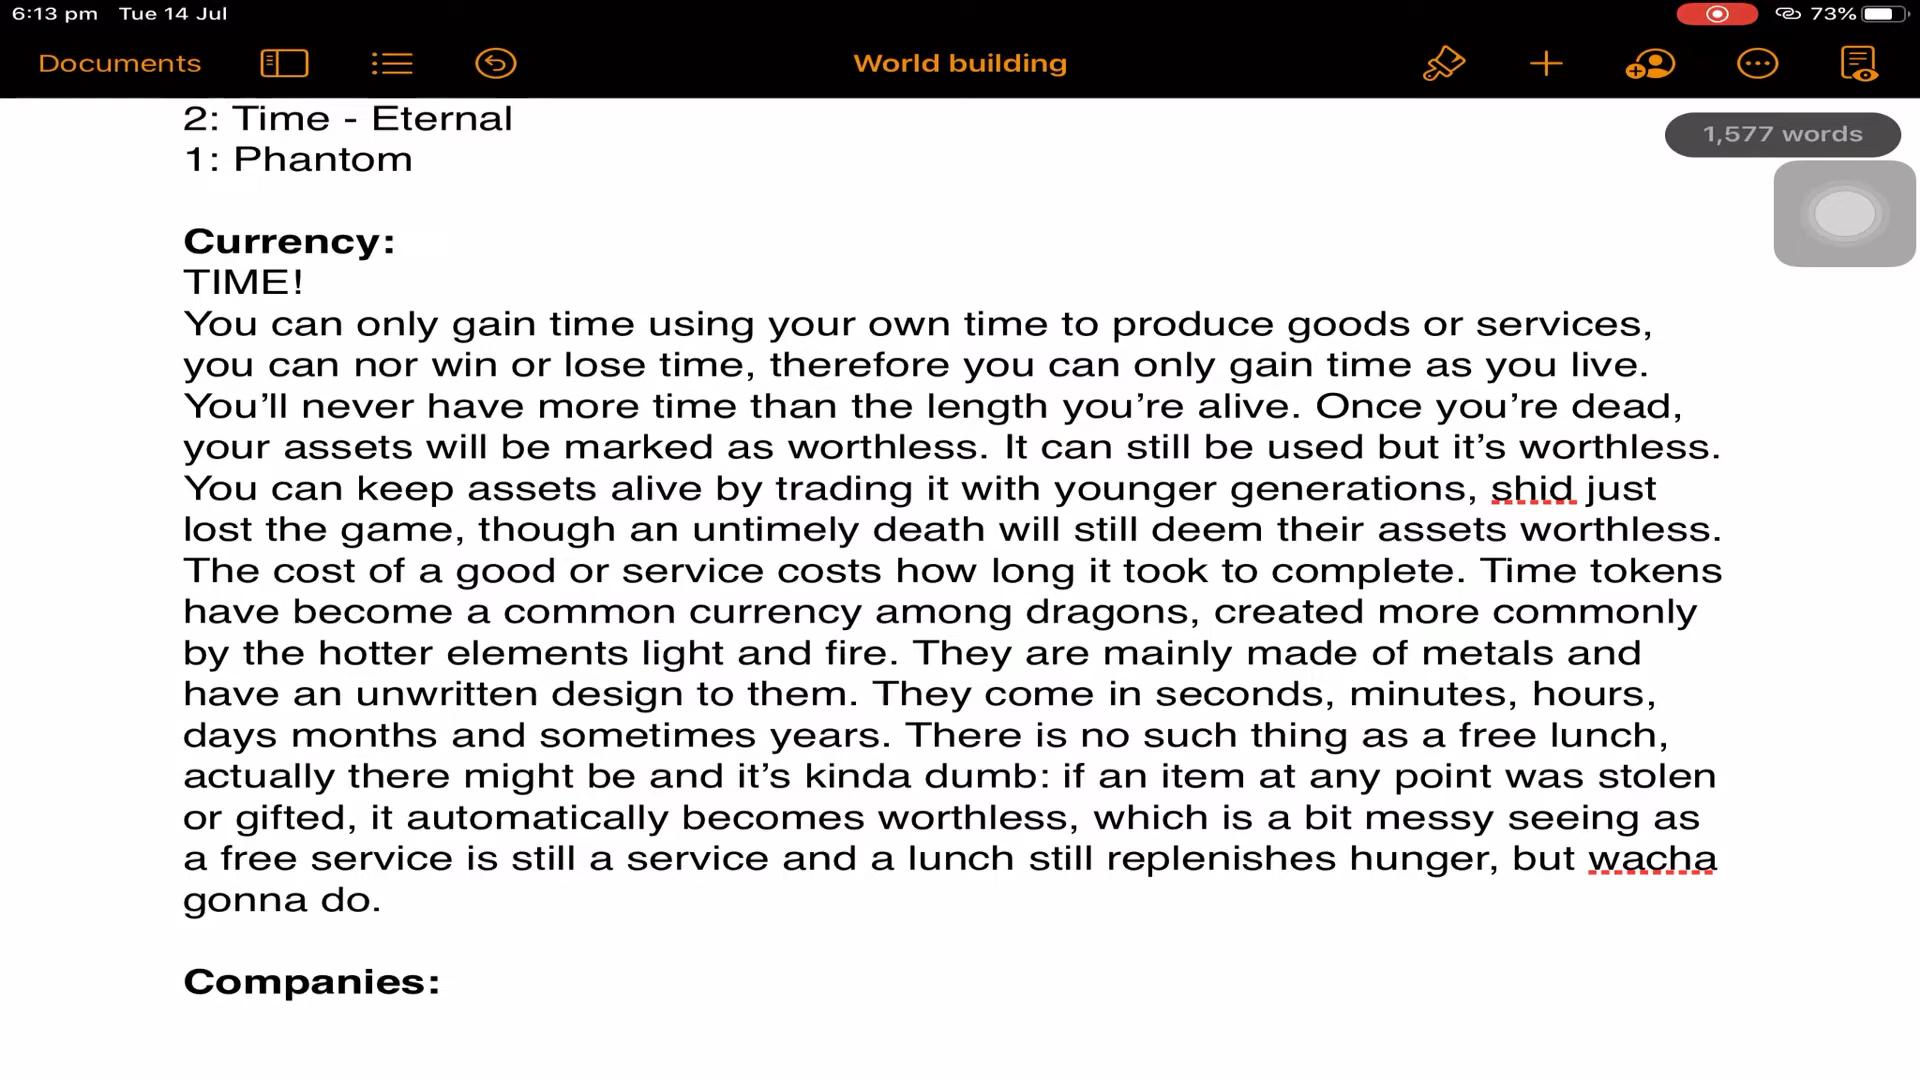 6:13 pm Tue 14 Jul 73%
Documents World building
1,577 words
2: Time - Eternal
1: Phantom
Currency:
TIME!
You can only gain time using your own time to produce goods or services,
you can nor win or lose time, therefore you can only gain time as you live.
You’ll never have more time than the length you’re alive. Once you’re dead,
your assets will be marked as worthless. It can still be used but it’s worthless.
You can keep assets alive by trading it with younger generations, shid just
lost the game, though an untimely death will still deem their assets worthless.
The cost of a good or service costs how long it took to complete. Time tokens
have become a common currency among dragons, created more commonly
by the hotter elements light and fire. They are mainly made of metals and
have an unwritten design to them. They come in seconds, minutes, hours,
days months and sometimes years. There is no such thing as a free lunch,
actually there might be and it’s kinda dumb: if an item at any point was stolen
or gifted, it automatically becomes worthless, which is a bit messy seeing as
a free service is still a service and a lunch still replenishes hunger, but wacha
gonna do.
Companies: